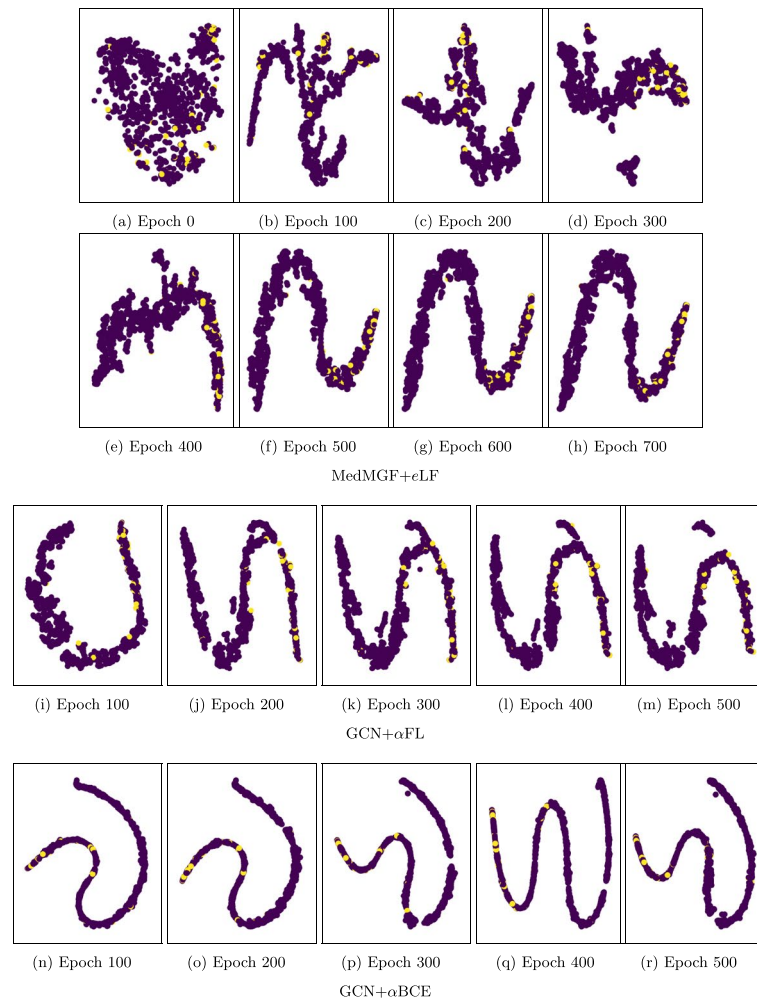 (a) Epoch 0 (b) Epoch 100 (c) Epoch 200 (d) Epoch 300
(e) Epoch 400 (f) Epoch 500 (g) Epoch 600 (h) Epoch 700
MedMGF+eLF
(i) Epoch 100 (j) Epoch 200 (k) Epoch 300 (l) Epoch 400 (m) Epoch 500
GCN+αFL
(n) Epoch 100 (o) Epoch 200 (p) Epoch 300 (q) Epoch 400 (r) Epoch 500
GCN+αBCE